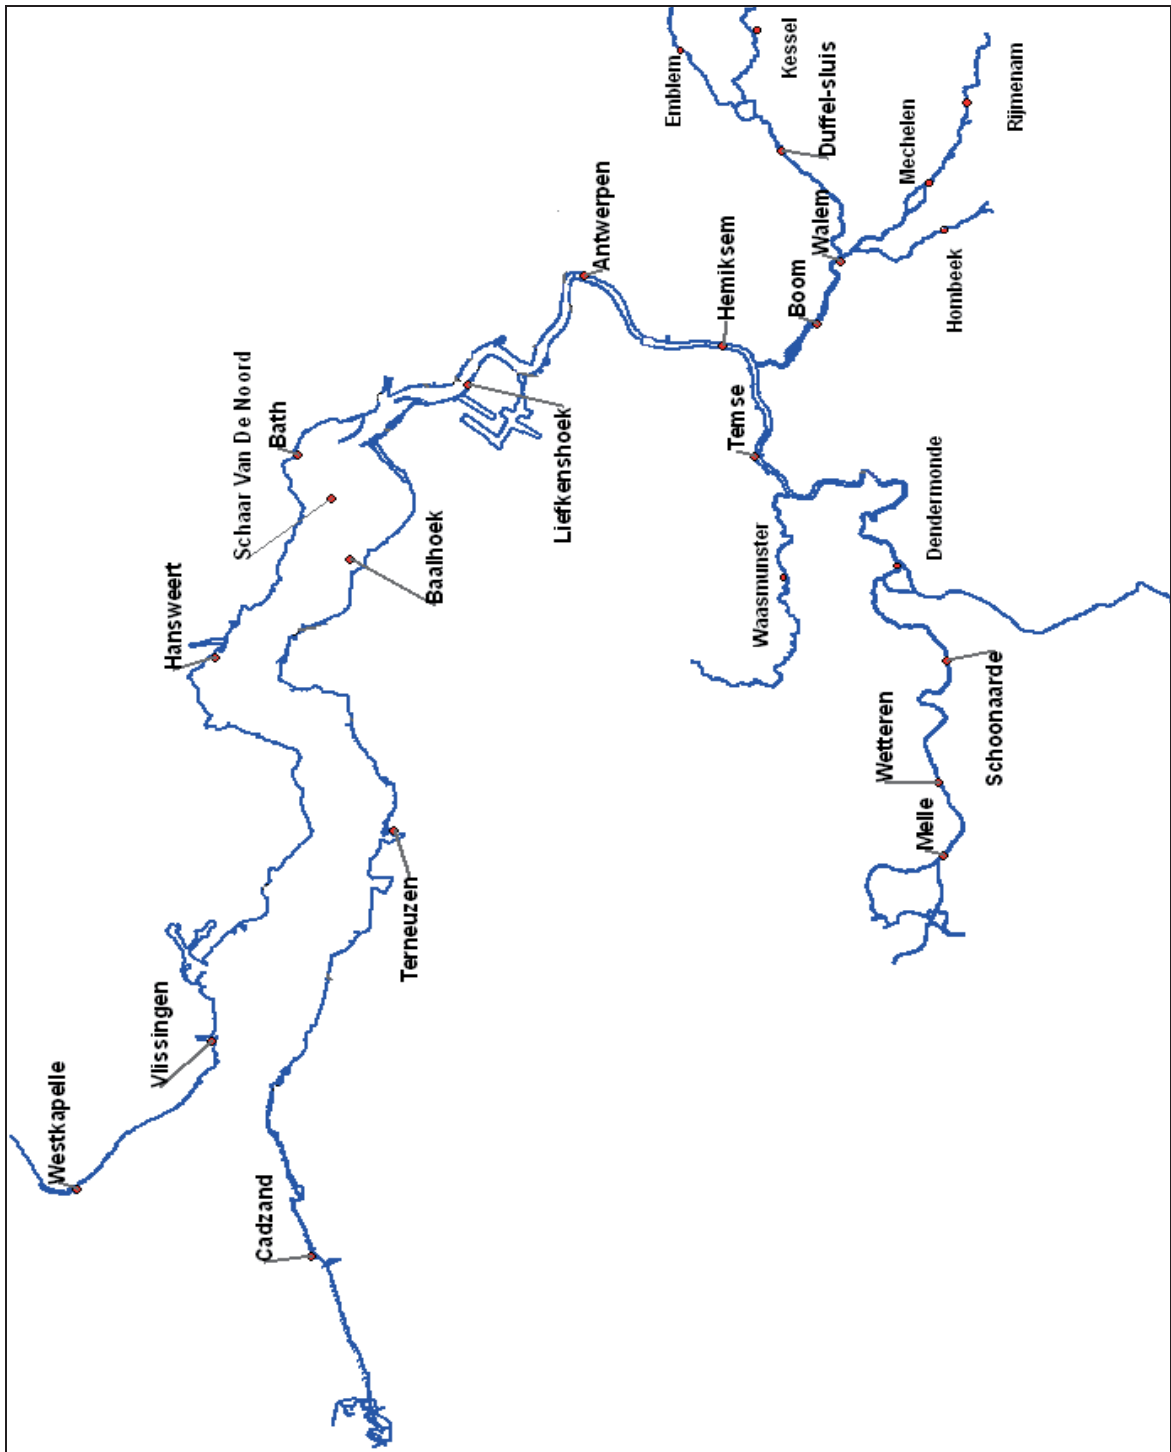 Westkapelle
Vlissingen
Cadzand
Terneuzen
Hansweert
Schaar Van De Noord
Bath
Baalhoek
Liefkenshoek
Antwerpen
Hemiksem
Temse
Boom
Walem
Duffel-sluis
Emblem
Kessel
Mechelen
Rijmenam
Hombeek
Waasmunster
Dendermonde
Schoonaarde
Wetteren
Melle